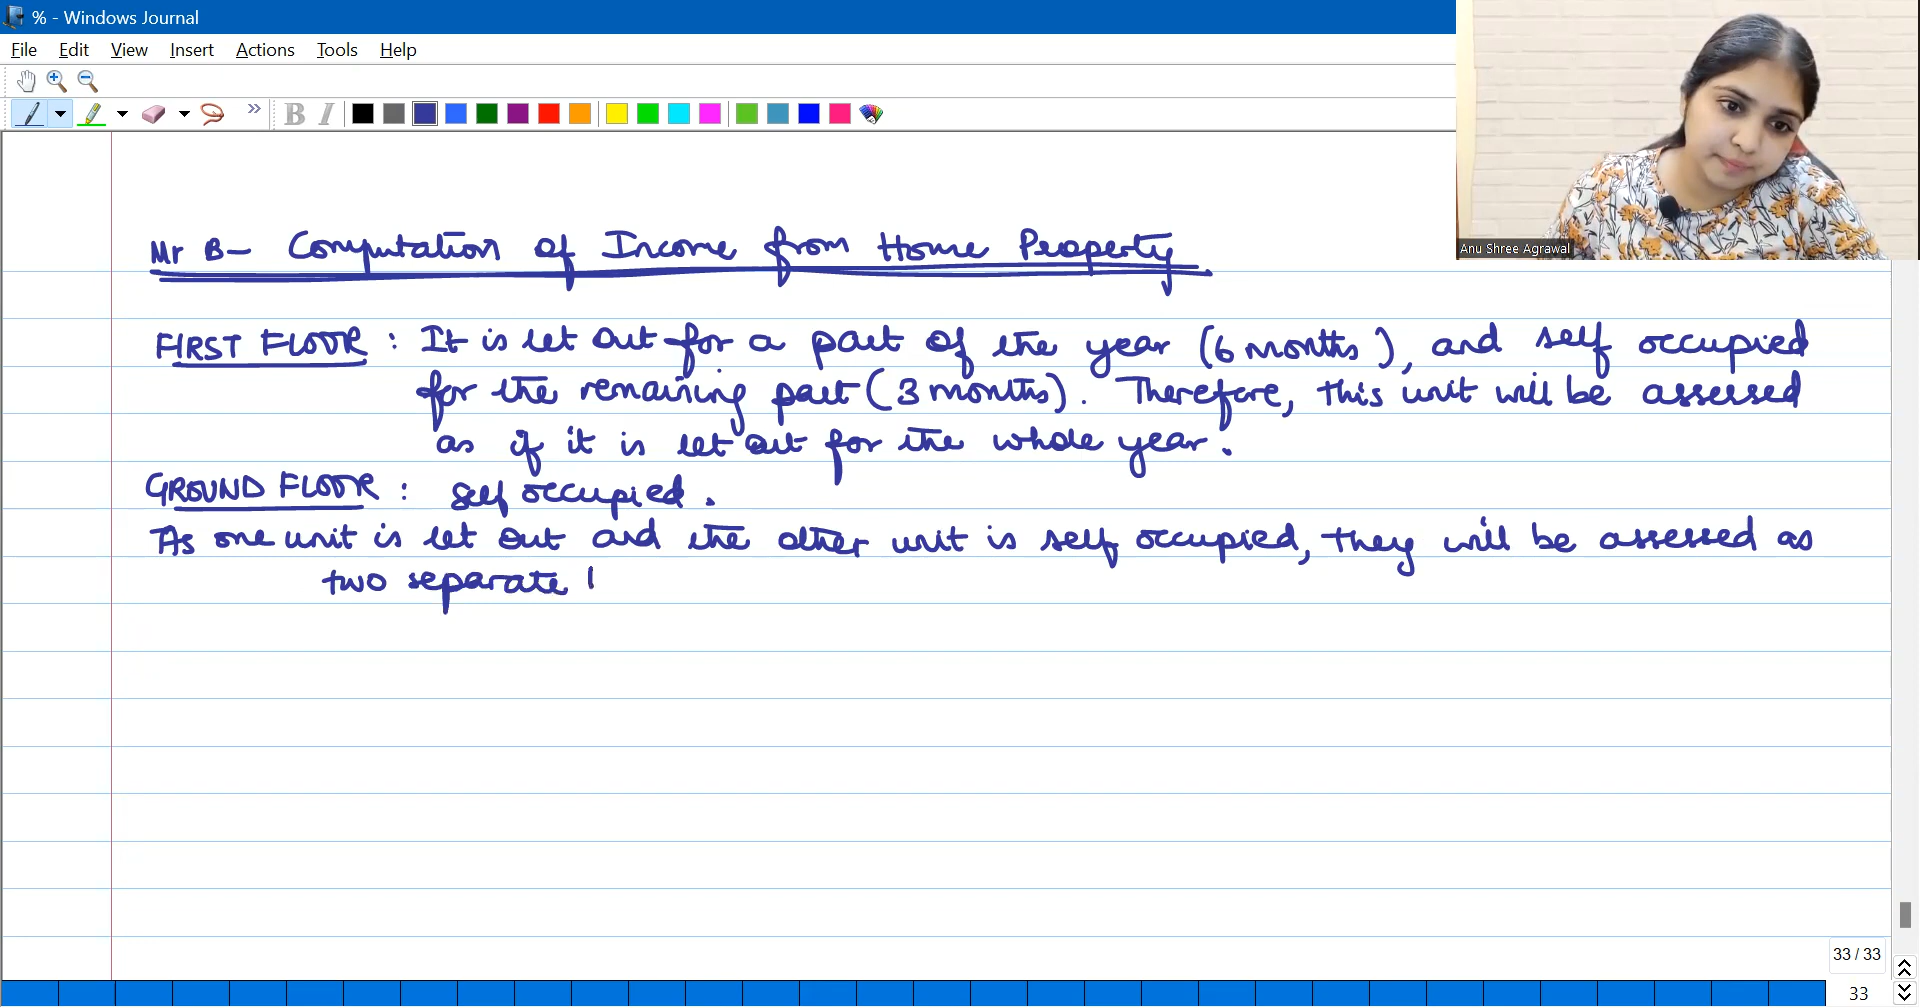 % - Windows Journal
File Edit View Insert Actions Tools Help
B I
Anu Shree Agrawal
Mr B- Computation of Income from House Property.
FIRST FLOOR : It is let out for a part of the year (6 months), and self occupied
for the remaining part (3 months). Therefore, this unit will be assessed
as if it is let out for the whole year.
GROUND FLOOR : Self occupied.
As one unit is let out and the other unit is self occupied, they will be assessed as
two separate
33 / 33
33